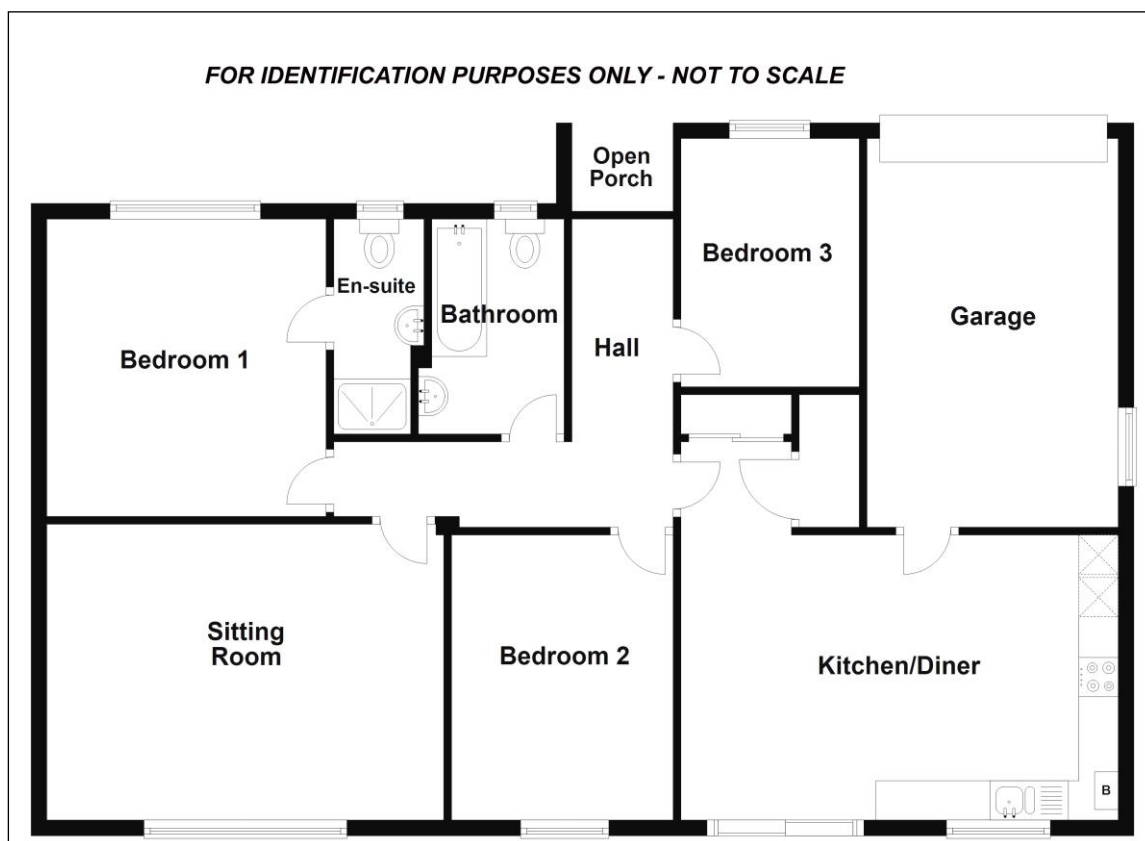 FOR IDENTIFICATION PURPOSES ONLY - NOT TO SCALE
Open
Porch
Bedroom 3
En-suite
Bathroom
Garage
Hall
Bedroom 1
Sitting
Room
Bedroom 2
Kitchen/Diner
B